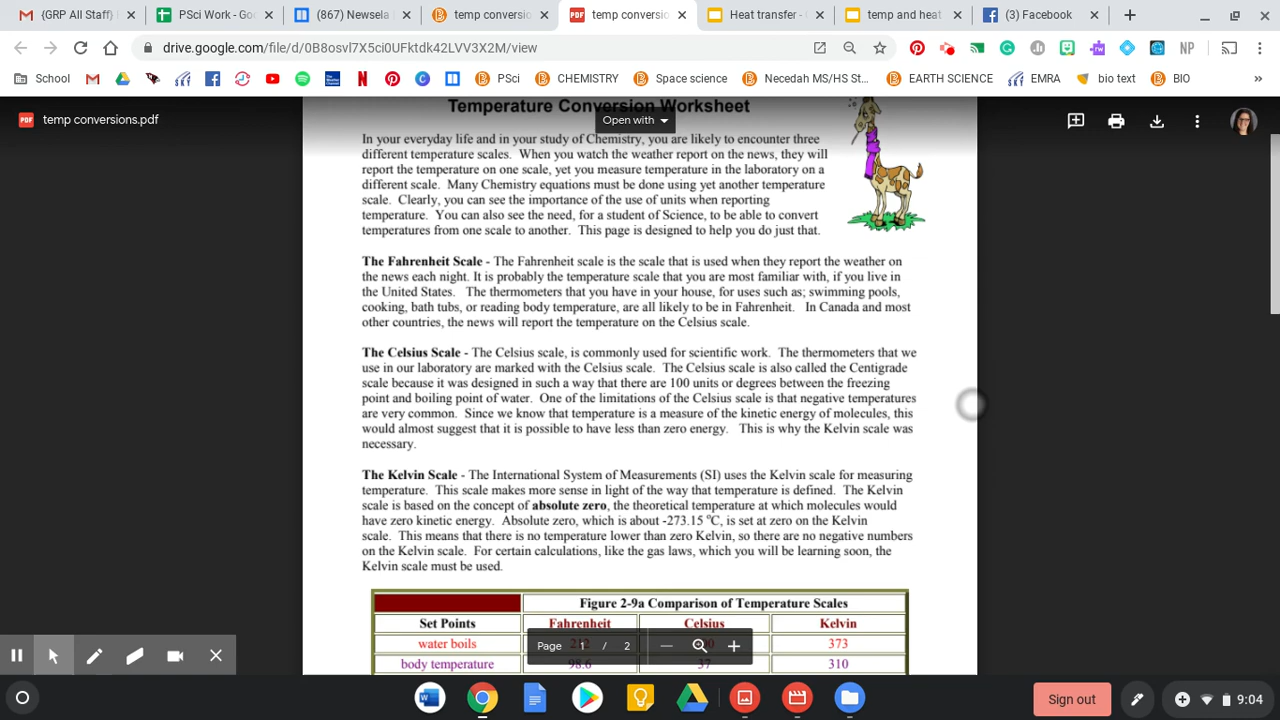 {GRP All Staff}
PSci Work - Goo
(867) Newsela
temp conversio
temp conversio
Heat transfer - G
temp and heat
(3) Facebook
drive.google.com/file/d/0B8osvl7X5ci0UFktdk42LVV3X2M/view
NP
School
PSci
CHEMISTRY
Space science
Necedah MS/HS St...
EARTH SCIENCE
EMRA
bio text
BIO
»
PDF temp conversions.pdf
Open with
Temperature Conversion Worksheet
In your everyday life and in your study of Chemistry, you are likely to encounter three
different temperature scales. When you watch the weather report on the news, they will
report the temperature on one scale, yet you measure temperature in the laboratory on a
different scale. Many Chemistry equations must be done using yet another temperature
scale. Clearly, you can see the importance of the use of units when reporting
temperature. You can also see the need, for a student of Science, to be able to convert
temperatures from one scale to another. This page is designed to help you do just that.
The Fahrenheit Scale - The Fahrenheit scale is the scale that is used when they report the weather on
the news each night. It is probably the temperature scale that you are most familiar with, if you live in
the United States. The thermometers that you have in your house, for uses such as; swimming pools,
cooking, bath tubs, or reading body temperature, are all likely to be in Fahrenheit. In Canada and most
other countries, the news will report the temperature on the Celsius scale.
The Celsius Scale - The Celsius scale, is commonly used for scientific work. The thermometers that we
use in our laboratory are marked with the Celsius scale. The Celsius scale is also called the Centigrade
scale because it was designed in such a way that there are 100 units or degrees between the freezing
point and boiling point of water. One of the limitations of the Celsius scale is that negative temperatures
are very common. Since we know that temperature is a measure of the kinetic energy of molecules, this
would almost suggest that it is possible to have less than zero energy. This is why the Kelvin scale was
necessary.
The Kelvin Scale - The International System of Measurements (SI) uses the Kelvin scale for measuring
temperature. This scale makes more sense in light of the way that temperature is defined. The Kelvin
scale is based on the concept of absolute zero, the theoretical temperature at which molecules would
have zero kinetic energy. Absolute zero, which is about -273.15 °C, is set at zero on the Kelvin
scale. This means that there is no temperature lower than zero Kelvin, so there are no negative numbers
on the Kelvin scale. For certain calculations, like the gas laws, which you will be learning soon, the
Kelvin scale must be used.
Figure 2-9a Comparison of Temperature Scales
Set Points Fahrenheit Celsius Kelvin
water boils 373
body temperature 98.6 37 310
Page 1 / 2
Sign out
9:04